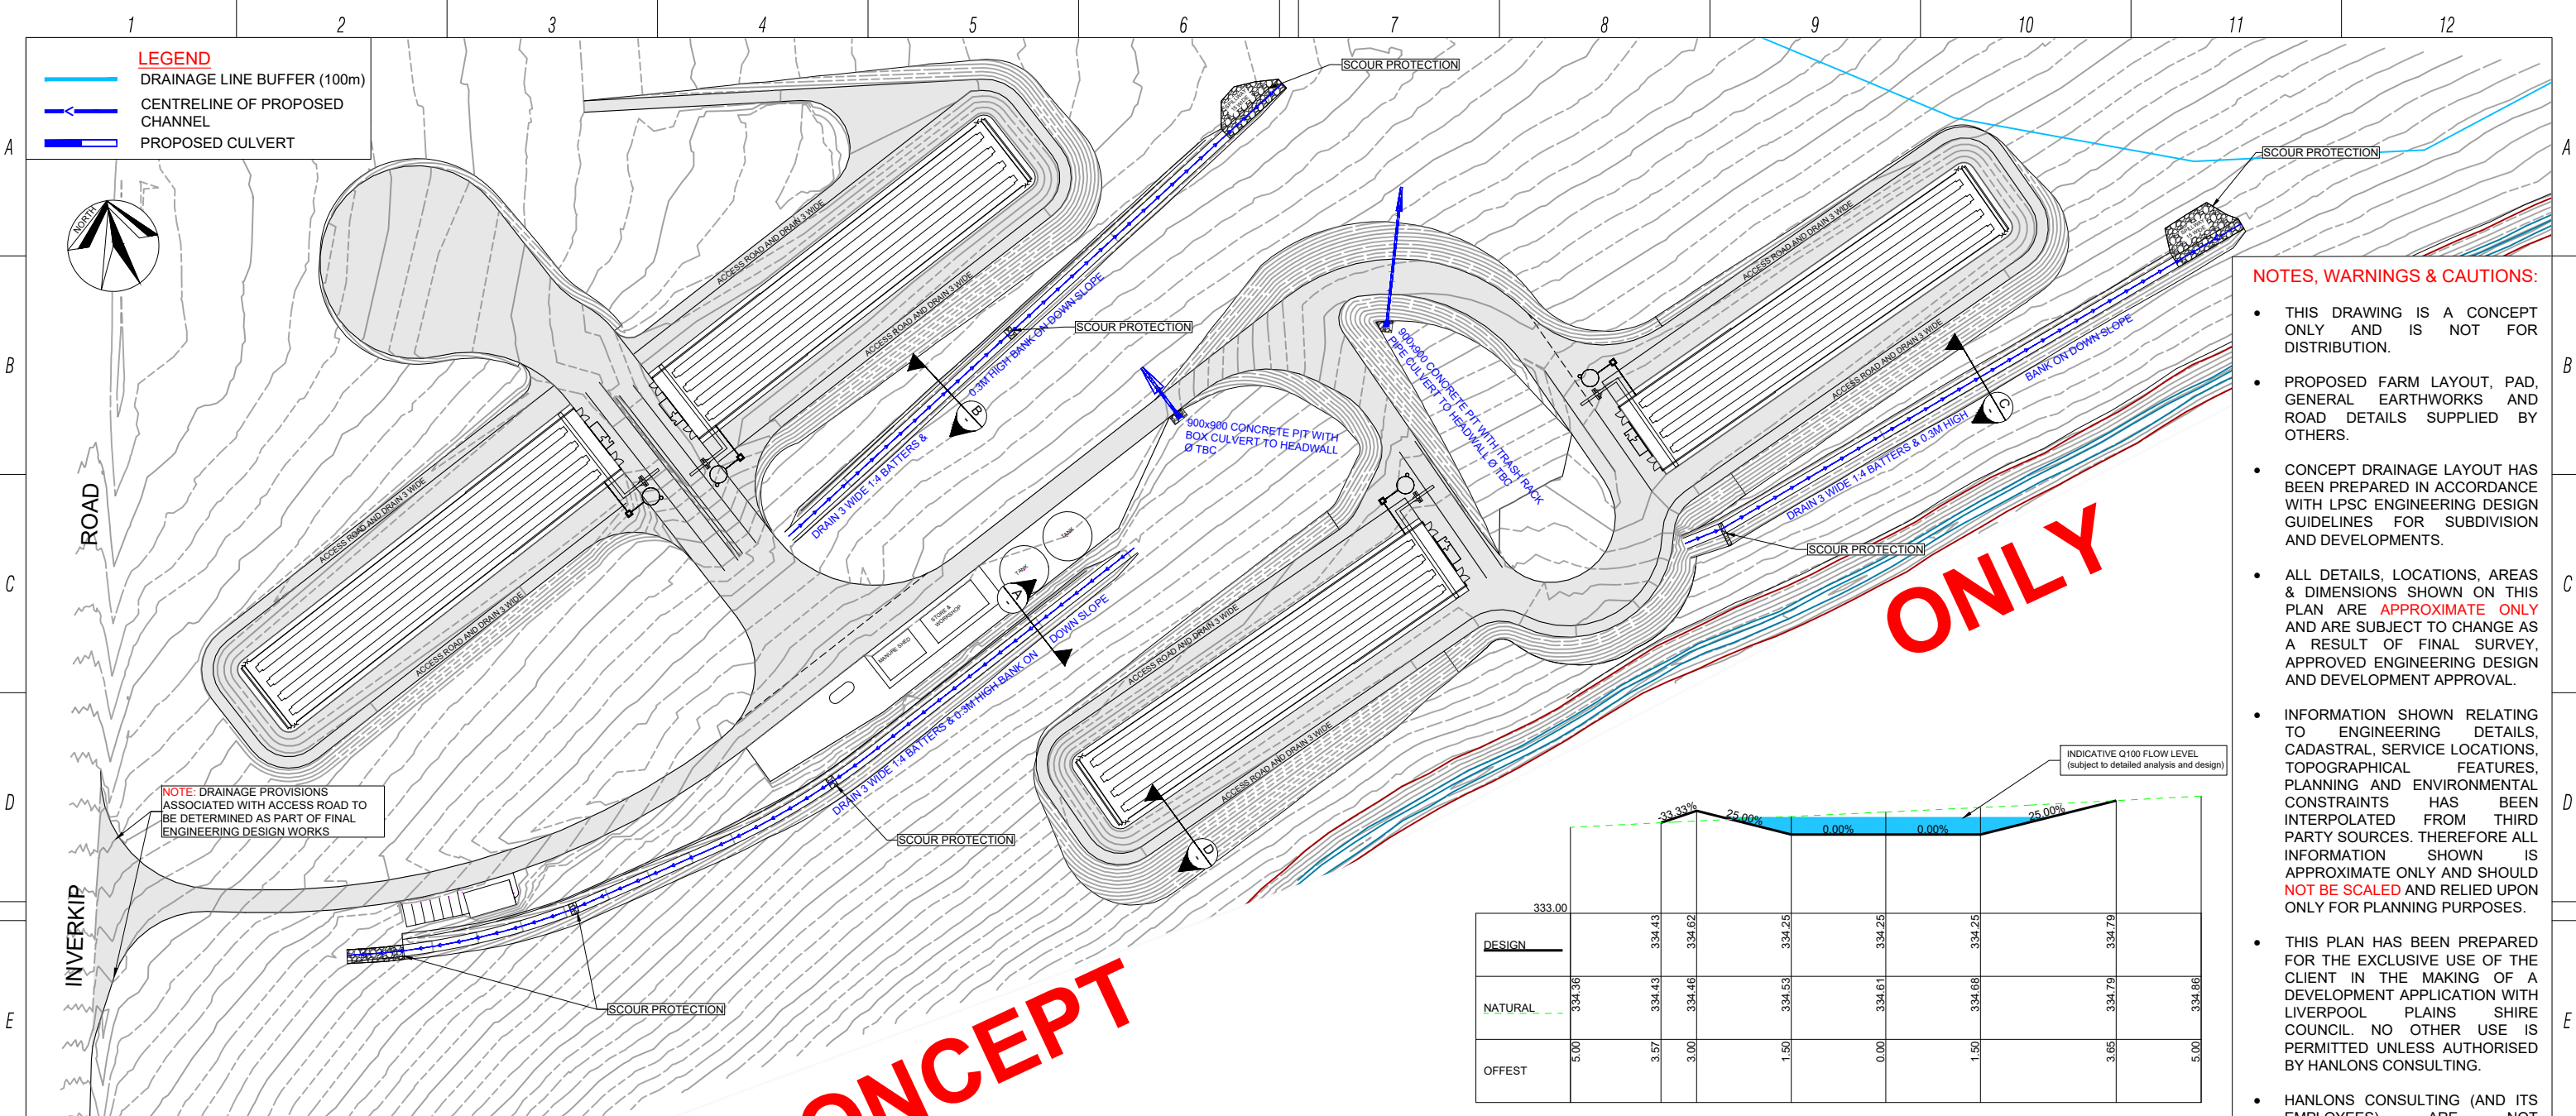 1 2 3 4 5 6 7 8 9 10 11 12
A
B
C
D
E
A
B
C
D
E
LEGEND
DRAINAGE LINE BUFFER (100m)
CENTRELINE OF PROPOSED
CHANNEL
PROPOSED CULVERT
NORTH
SCOUR PROTECTION
SCOUR PROTECTION
SCOUR PROTECTION
SCOUR PROTECTION
SCOUR PROTECTION
SCOUR PROTECTION
ACCESS ROAD AND DRAIN 3 WIDE
ACCESS ROAD AND DRAIN 3 WIDE
ACCESS ROAD AND DRAIN 3 WIDE
ACCESS ROAD AND DRAIN 3 WIDE
ACCESS ROAD AND DRAIN 3 WIDE
ACCESS ROAD AND DRAIN 3 WIDE
ACCESS ROAD AND DRAIN 3 WIDE
ACCESS ROAD AND DRAIN 3 WIDE
DRAIN 3 WIDE 1:4 BATTERS &
0.3M HIGH BANK ON DOWN SLOPE
B
900x900 CONCRETE PIT WITH
BOX CULVERT TO HEADWALL
Ø TBC
900x900 CONCRETE PIT WITH TRASH RACK
PIPE CULVERT TO HEADWALL Ø TBC
DRAIN 3 WIDE 1:4 BATTERS & 0.3M HIGH
BANK ON DOWN SLOPE
C
TANK
TANK
STORE &
WORKSHOP
MANURE SHED
A
DRAIN 3 WIDE 1:4 BATTERS & 0.3M HIGH BANK ON
DOWN SLOPE
D
ROAD
INVERKIP
NOTE: DRAINAGE PROVISIONS
ASSOCIATED WITH ACCESS ROAD TO
BE DETERMINED AS PART OF FINAL
ENGINEERING DESIGN WORKS
SCOUR PROTECTION
ONCEPT
ONLY
INDICATIVE Q100 FLOW LEVEL
(subject to detailed analysis and design)
-33.33%
-25.00%
0.00%
0.00%
25.00%
333.00
DESIGN
334.43 334.62 334.25 334.25 334.25 334.79
NATURAL
334.36 334.43 334.46 334.53 334.61 334.68 334.79 334.86
OFFEST
5.00 3.57 3.00 1.50 0.00 1.50 3.65 5.00
NOTES, WARNINGS & CAUTIONS:
• THIS DRAWING IS A CONCEPT
ONLY AND IS NOT FOR
DISTRIBUTION.
• PROPOSED FARM LAYOUT, PAD,
GENERAL EARTHWORKS AND
ROAD DETAILS SUPPLIED BY
OTHERS.
• CONCEPT DRAINAGE LAYOUT HAS
BEEN PREPARED IN ACCORDANCE
WITH LPSC ENGINEERING DESIGN
GUIDELINES FOR SUBDIVISION
AND DEVELOPMENTS.
• ALL DETAILS, LOCATIONS, AREAS
& DIMENSIONS SHOWN ON THIS
PLAN ARE APPROXIMATE ONLY
AND ARE SUBJECT TO CHANGE AS
A RESULT OF FINAL SURVEY,
APPROVED ENGINEERING DESIGN
AND DEVELOPMENT APPROVAL.
• INFORMATION SHOWN RELATING
TO ENGINEERING DETAILS,
CADASTRAL, SERVICE LOCATIONS,
TOPOGRAPHICAL FEATURES,
PLANNING AND ENVIRONMENTAL
CONSTRAINTS HAS BEEN
INTERPOLATED FROM THIRD
PARTY SOURCES. THEREFORE ALL
INFORMATION SHOWN IS
APPROXIMATE ONLY AND SHOULD
NOT BE SCALED AND RELIED UPON
ONLY FOR PLANNING PURPOSES.
• THIS PLAN HAS BEEN PREPARED
FOR THE EXCLUSIVE USE OF THE
CLIENT IN THE MAKING OF A
DEVELOPMENT APPLICATION WITH
LIVERPOOL PLAINS SHIRE
COUNCIL. NO OTHER USE IS
PERMITTED UNLESS AUTHORISED
BY HANLONS CONSULTING.
• HANLONS CONSULTING (AND ITS
EMPLOYEES) ARE NOT